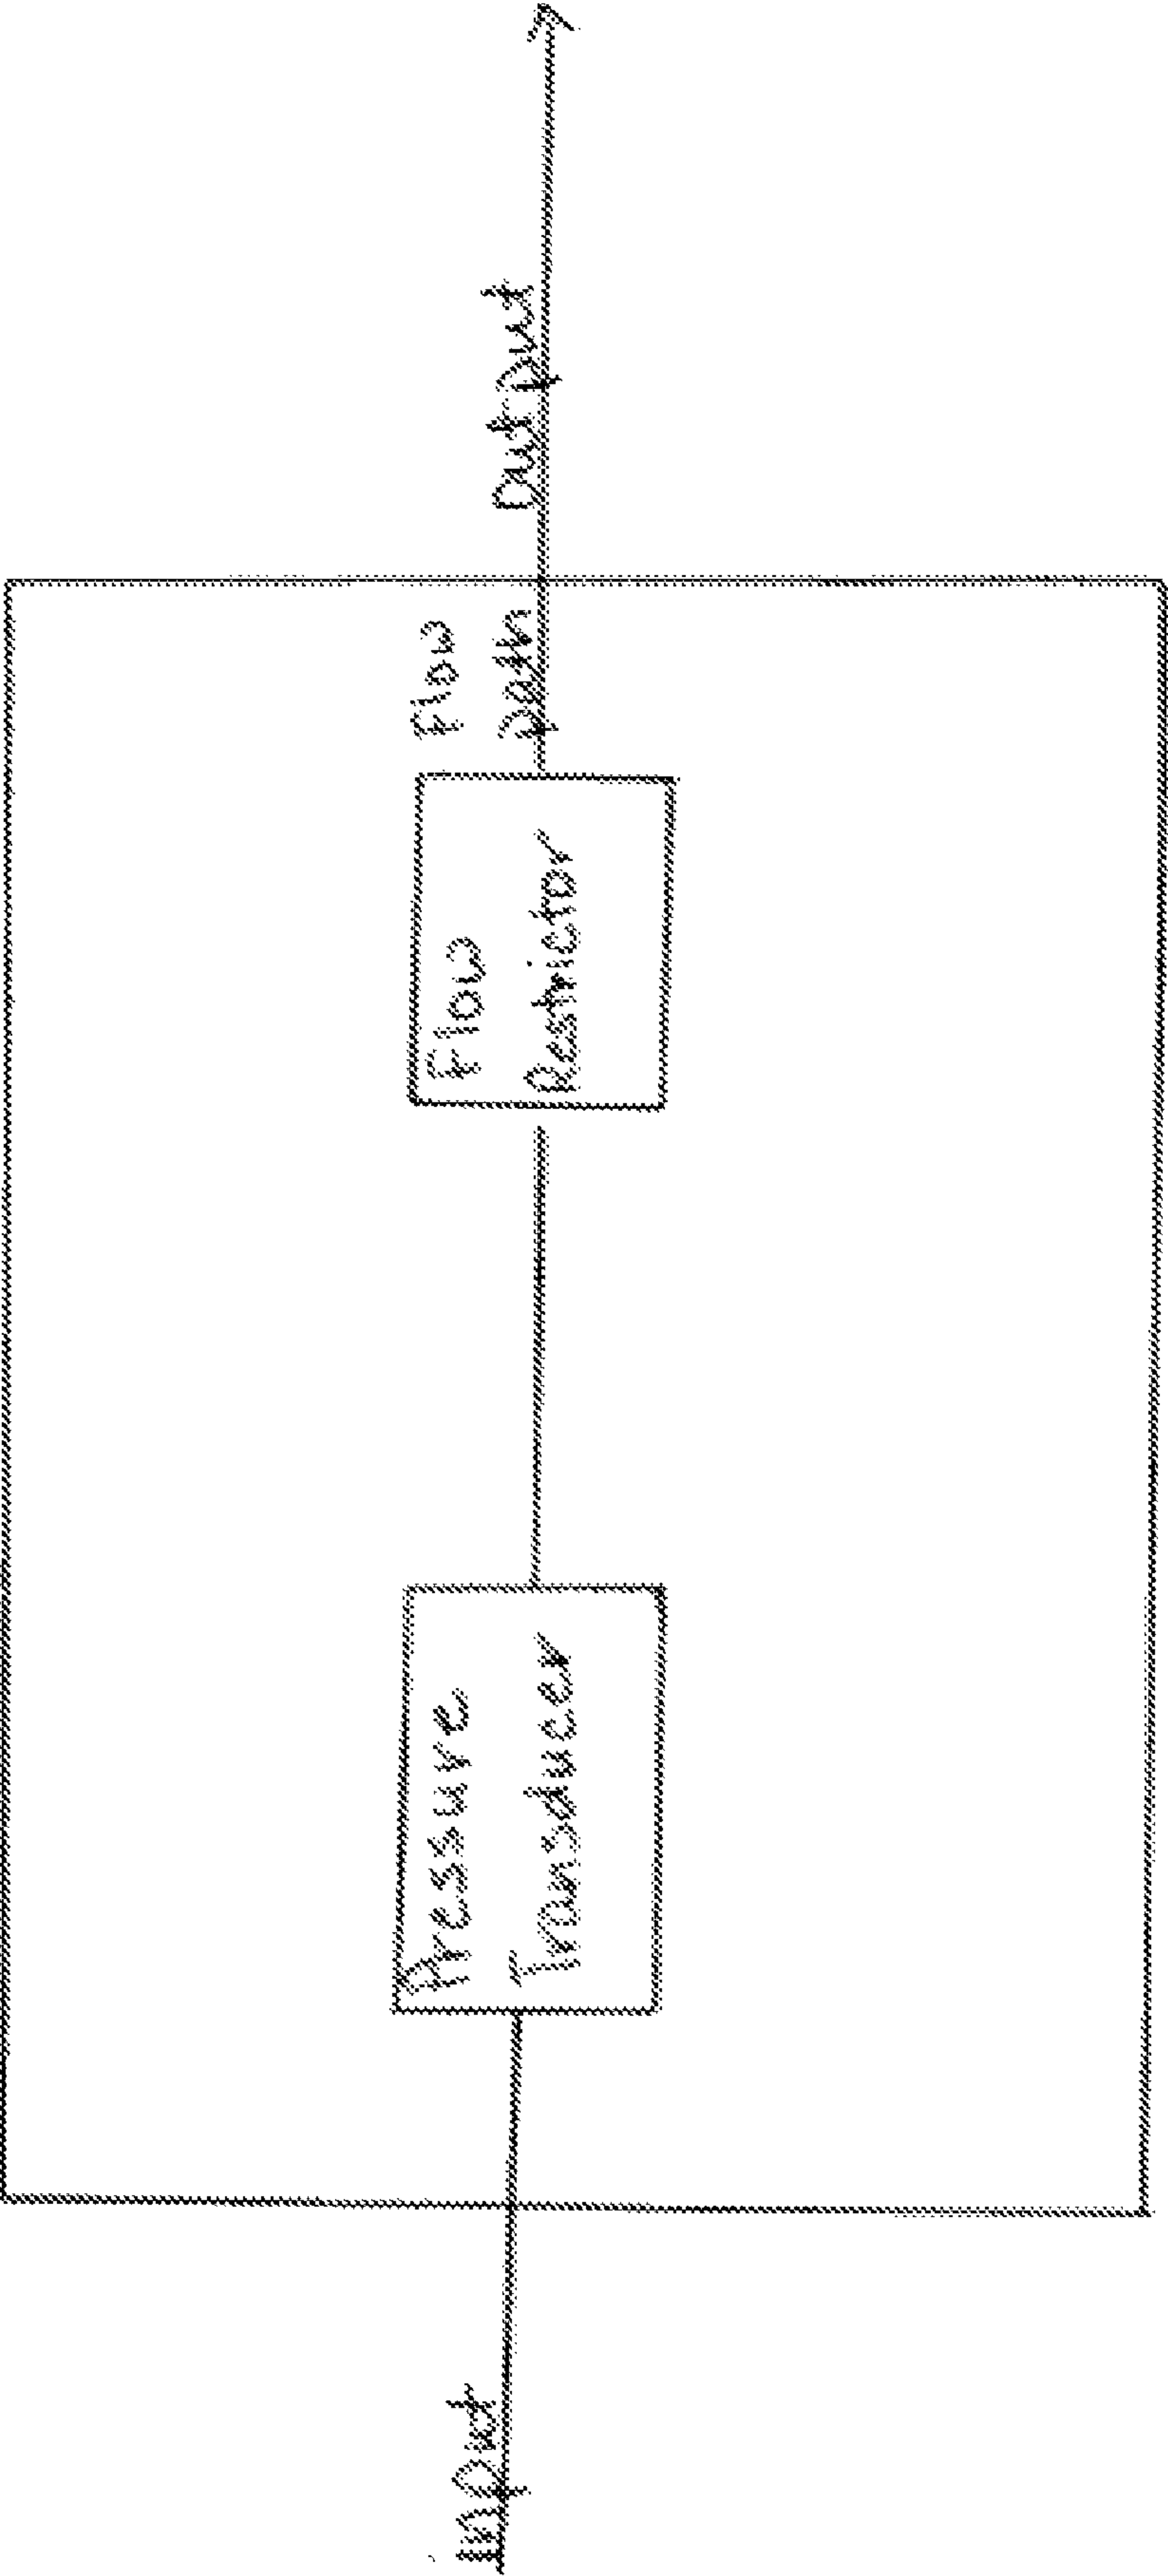 input
Pressure
Transducer
Flow
Restrictor
Flow
path
Output